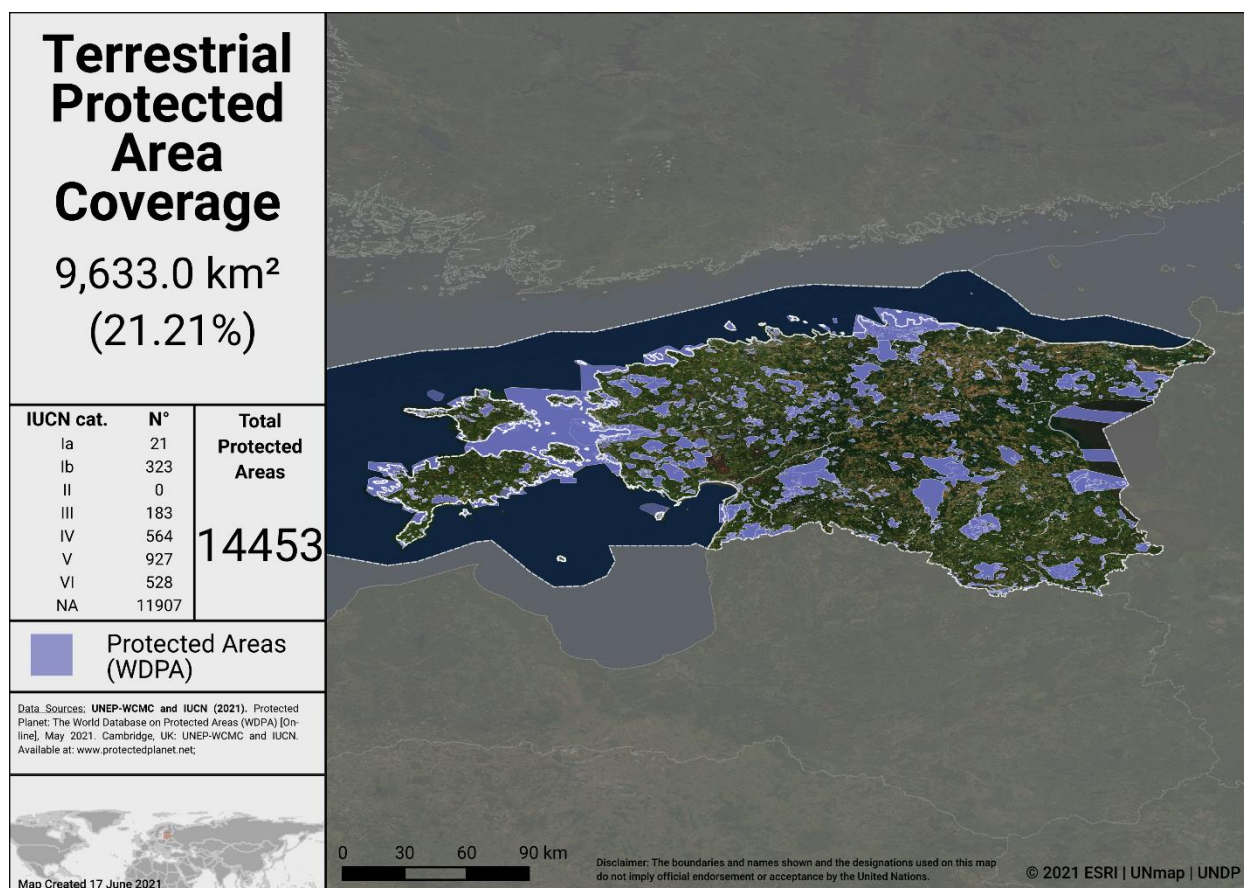 Terrestrial
Protected
Area
Coverage
9,633.0 km²
(21.21%)
IUCN cat. N°
Ia 21
Ib 323
II 0
III 183
IV 564
V 927
VI 528
NA 11907
Total
Protected
Areas
14453
Protected Areas
(WDPA)
Data Sources: UNEP-WCMC and IUCN (2021). Protected
Planet: The World Database on Protected Areas (WDPA) [On-
line], May 2021. Cambridge, UK: UNEP-WCMC and IUCN.
Available at: www.protectedplanet.net;
Map Created 17 June 2021
0 30 60 90 km
Disclaimer: The boundaries and names shown and the designations used on this map
do not imply official endorsement or acceptance by the United Nations.
© 2021 ESRI | UNmap | UNDP